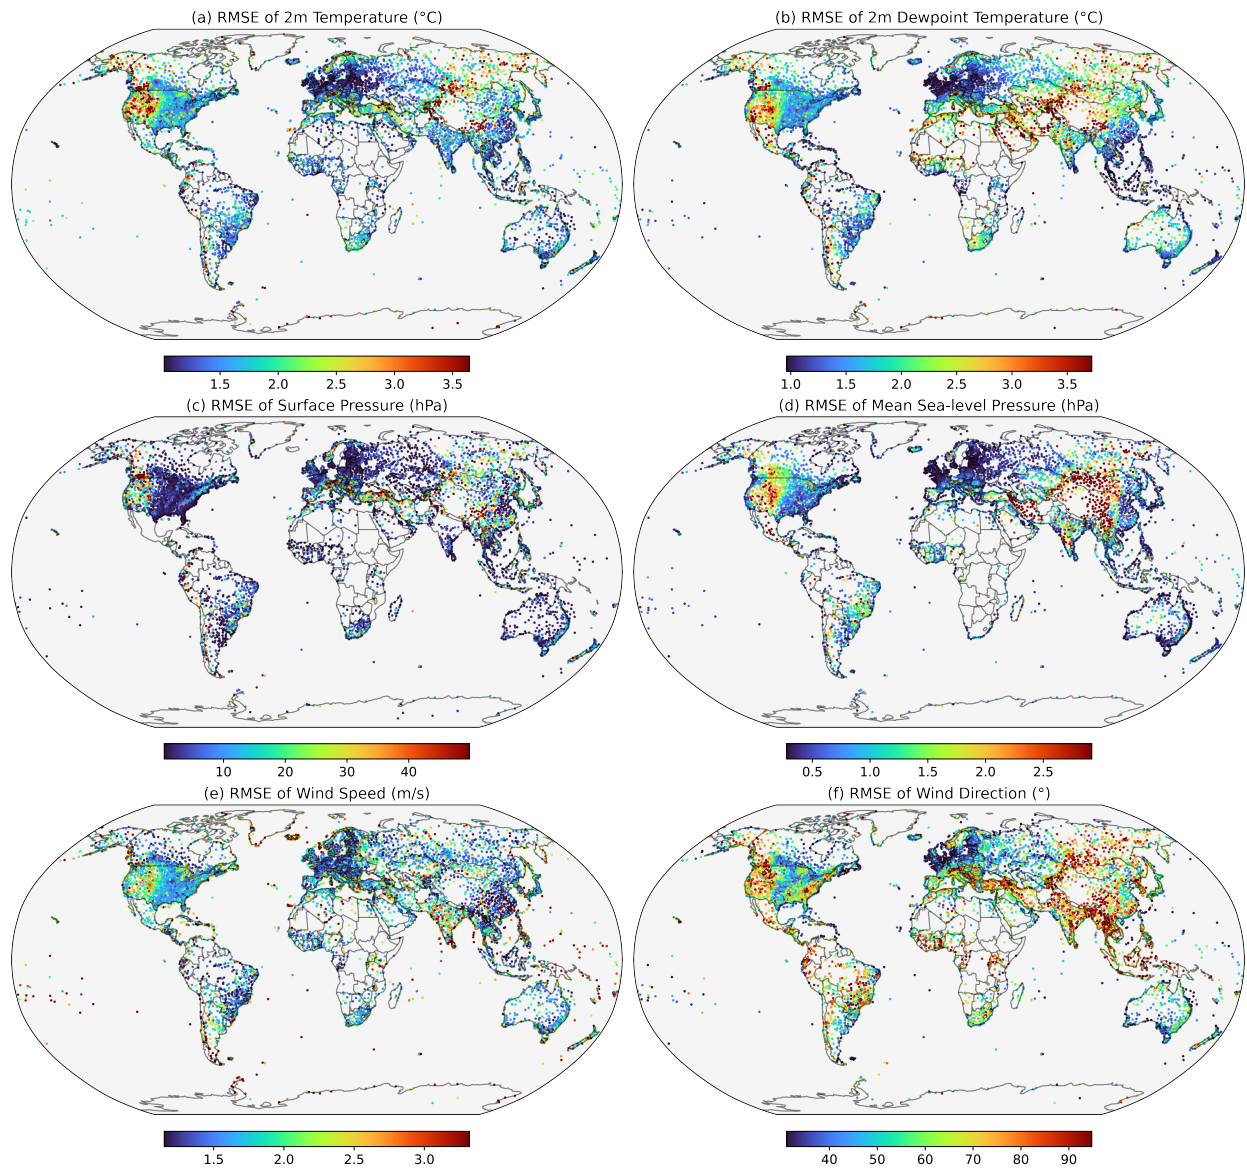 (a) RMSE of 2m Temperature (°C)
(b) RMSE of 2m Dewpoint Temperature (°C)
1.5 2.0 2.5 3.0 3.5
1.0 1.5 2.0 2.5 3.0 3.5
(c) RMSE of Surface Pressure (hPa)
(d) RMSE of Mean Sea-level Pressure (hPa)
10 20 30 40
0.5 1.0 1.5 2.0 2.5
(e) RMSE of Wind Speed (m/s)
(f) RMSE of Wind Direction (°)
1.5 2.0 2.5 3.0
40 50 60 70 80 90